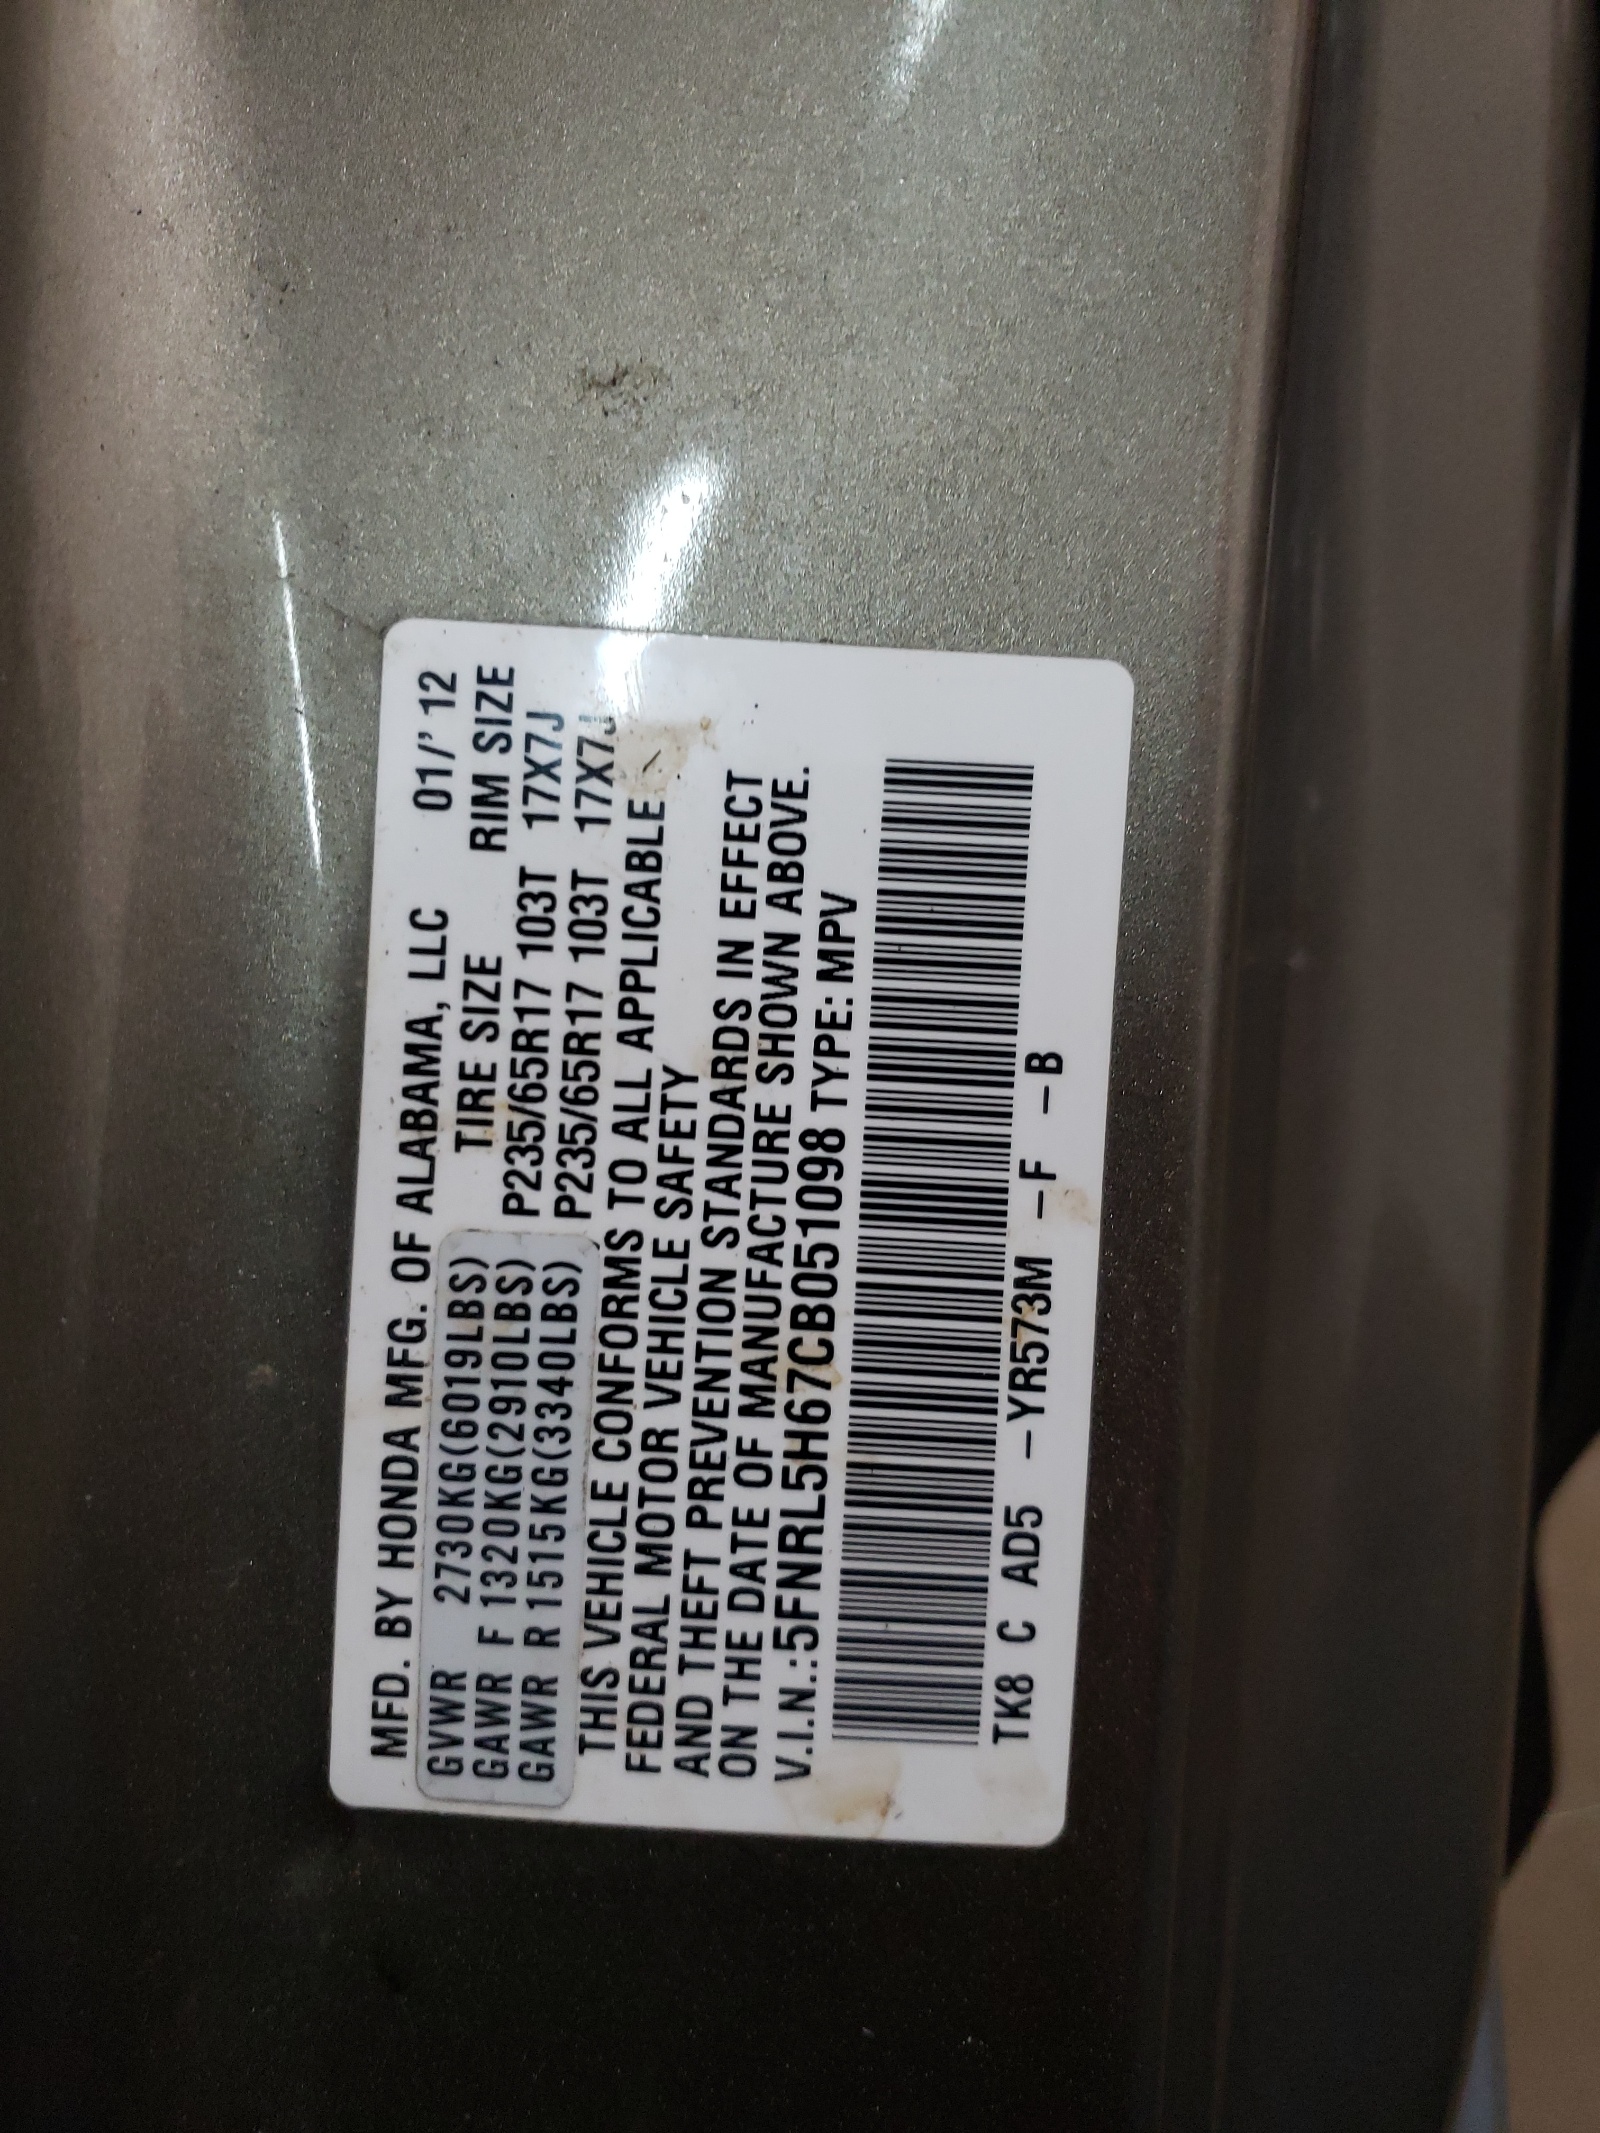 MFD. BY HONDA MFG. OF ALABAMA, LLC 01/'12
TIRE SIZE RIM SIZE
GVWR 2730KG(6019LBS)
GAWR F 1320KG(2910LBS) P235/65R17 103T 17X7J
GAWR R 1515KG(3340LBS) P235/65R17 103T 17X7J
THIS VEHICLE CONFORMS TO ALL APPLICABLE
FEDERAL MOTOR VEHICLE SAFETY
AND THEFT PREVENTION STANDARDS IN EFFECT
ON THE DATE OF MANUFACTURE SHOWN ABOVE.
V.I.N.:5FNRL5H67CB051098 TYPE: MPV
TK8 C AD5 –YR573M –F –B